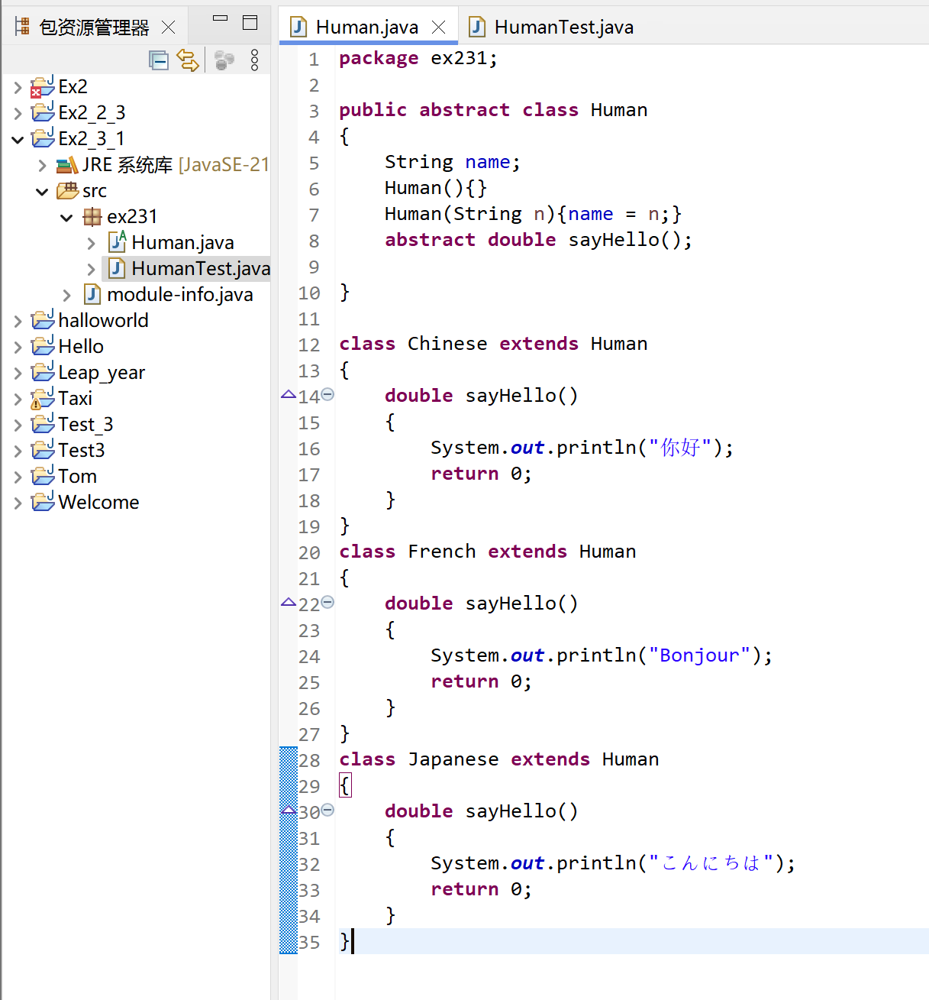 包资源管理器
Ex2
Ex2_2_3
Ex2_3_1
JRE 系统库 [JavaSE-21
src
ex231
Human.java
HumanTest.java
module-info.java
halloworld
Hello
Leap_year
Taxi
Test_3
Test3
Tom
Welcome
Human.java
HumanTest.java
1 package ex231;
2
3 public abstract class Human
4 {
5     String name;
6     Human(){}
7     Human(String n){name = n;}
8     abstract double sayHello();
9
10 }
11
12 class Chinese extends Human
13 {
14     double sayHello()
15     {
16         System.out.println("你好");
17         return 0;
18     }
19 }
20 class French extends Human
21 {
22     double sayHello()
23     {
24         System.out.println("Bonjour");
25         return 0;
26     }
27 }
28 class Japanese extends Human
29 {
30     double sayHello()
31     {
32         System.out.println("こんにちは");
33         return 0;
34     }
35 }